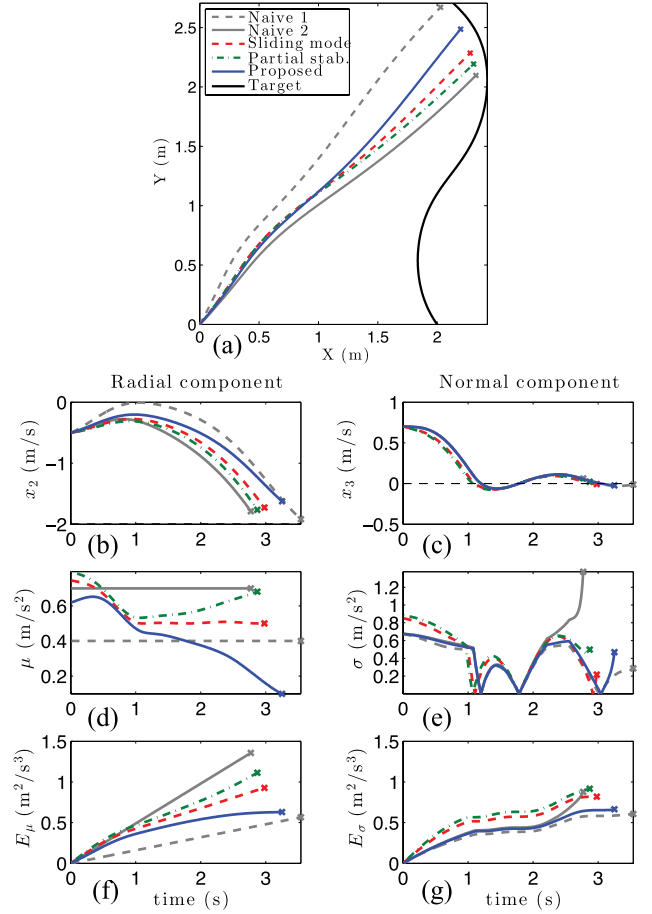 Naive 1
Naive 2
Sliding mode
Partial stab.
Proposed
Target
2.5
2
1.5
1
0.5
0
Y (m)
0 0.5 1 1.5 2
(a) X (m)
Radial component
Normal component
0
−1
−2
x₂ (m/s)
0 1 2 3
(b)
1
0.5
0
−0.5
x₃ (m/s)
0 1 2 3
(c)
0.6
0.4
0.2
μ (m/s²)
0 1 2 3
(d)
1.2
1
0.8
0.6
0.4
0.2
σ (m/s²)
0 1 2 3
(e)
1.5
1
0.5
0
E_μ (m²/s³)
0 1 2 3
(f) time (s)
1.5
1
0.5
0
E_σ (m²/s³)
0 1 2 3
(g) time (s)